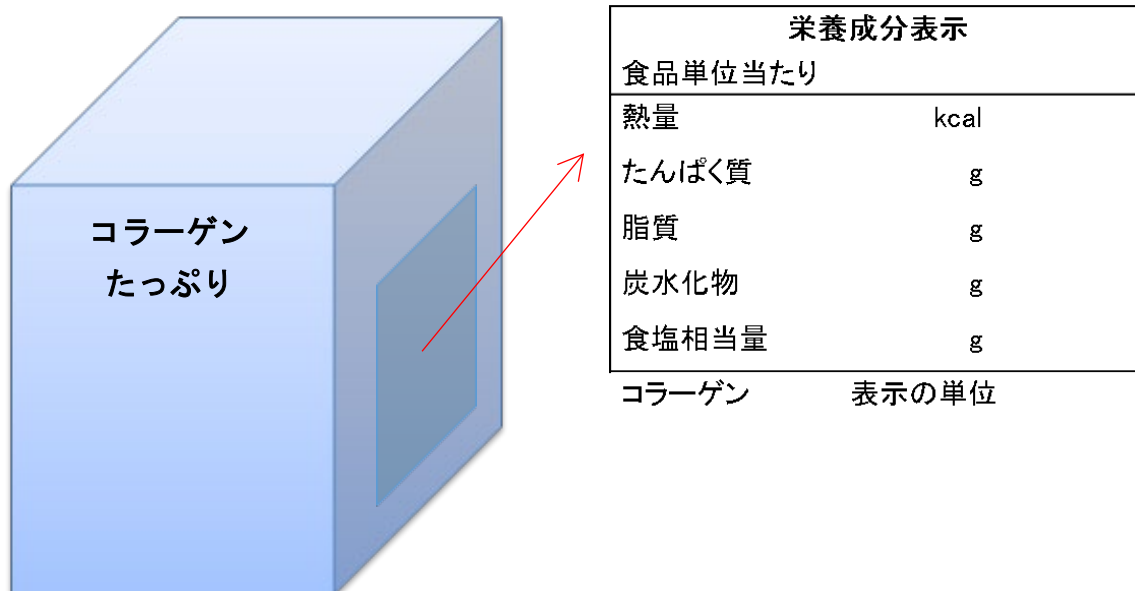 コラーゲン
たっぷり
栄養成分表示
食品単位当たり
熱量 kcal
たんぱく質 g
脂質 g
炭水化物 g
食塩相当量 g
コラーゲン 表示の単位